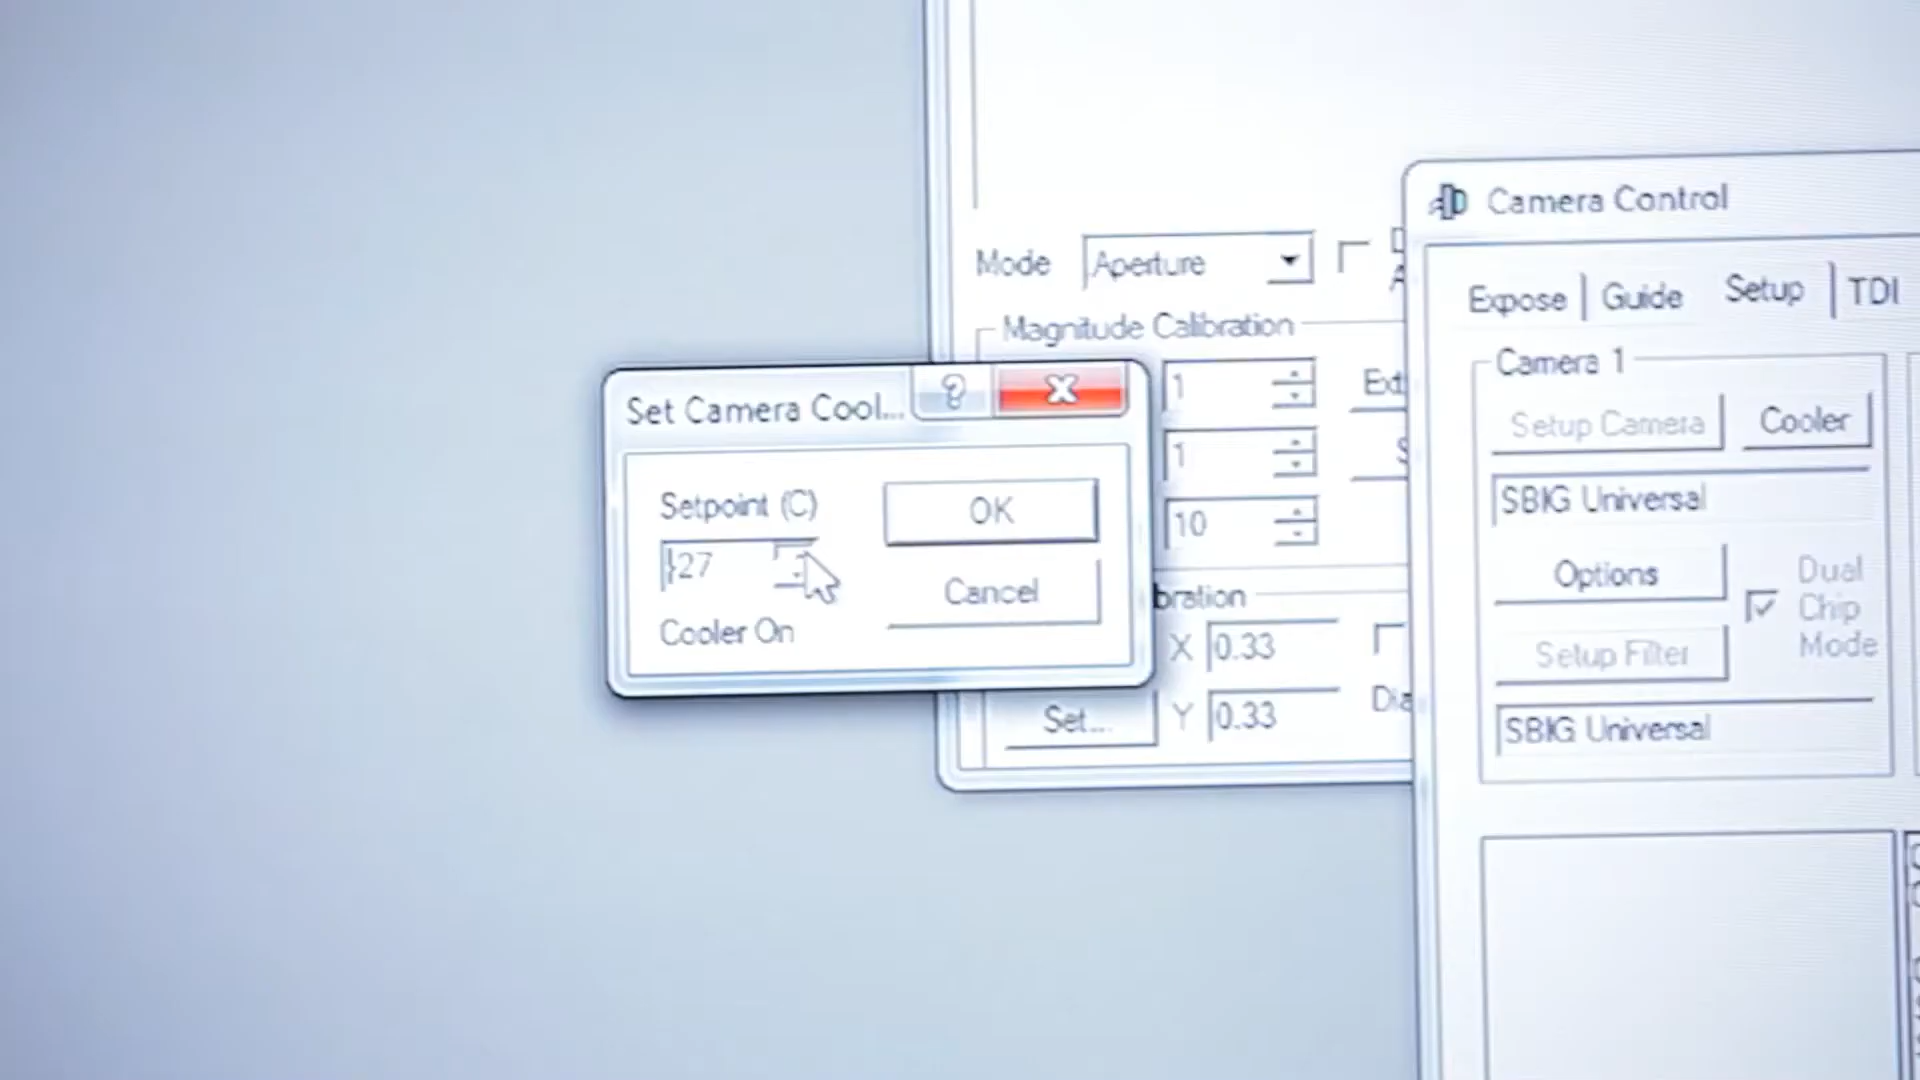 Camera Control
Mode Aperture
Expose Guide Setup TDI
Magnitude Calibration
Camera 1
1
Setup Camera Cooler
Set Camera Cool...
1
SBIG Universal
Setpoint (C) OK
10
-27
Options
Dual
Chip
Mode
Cancel
bration
Cooler On
X 0.33
Setup Filter
Set... Y 0.33
SBIG Universal